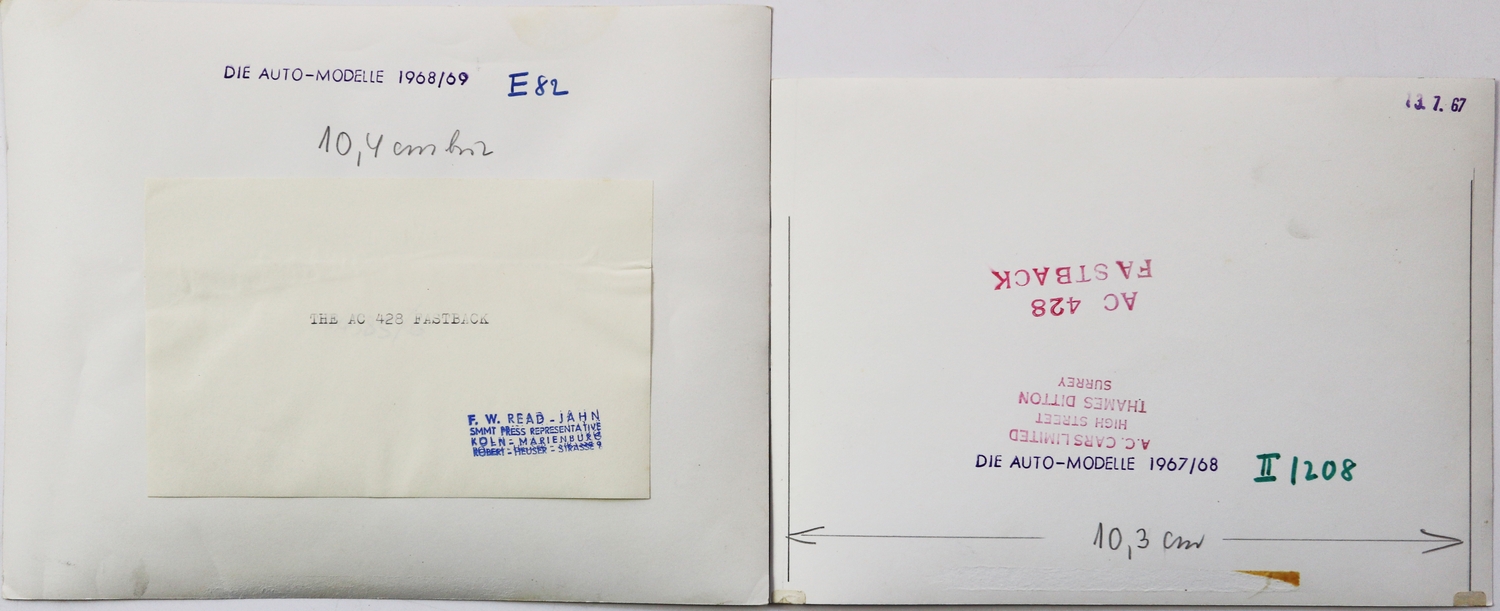 DIE AUTO-MODELLE 1968/69 E82
10,4 cm
THE AC 428 FASTBACK
F. W. READ - JAHN
SMMT PRESS REPRESENTATIVE
KÖLN - MARIENBURG
ROBERT - HEUSER - STRASSE 9
13. 7. 67
AC 428
FASTBACK
A.C. CARS LIMITED
HIGH STREET
THAMES DITTON
SURREY
DIE AUTO-MODELLE 1967/68 II/208
10,3 cm